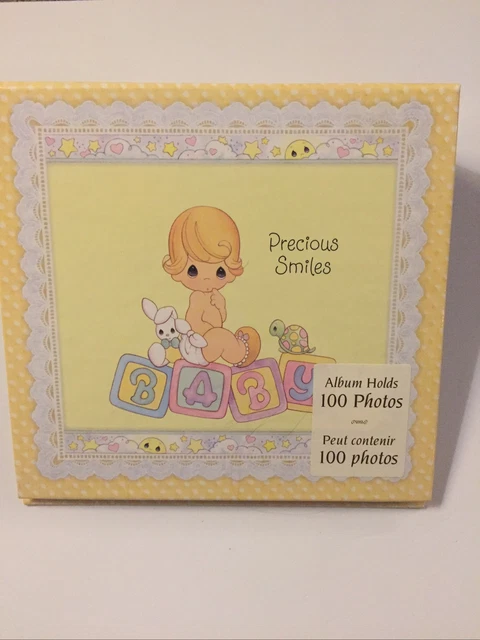 Precious
Smiles
BABY
Album Holds
100 Photos
Peut contenir
100 photos